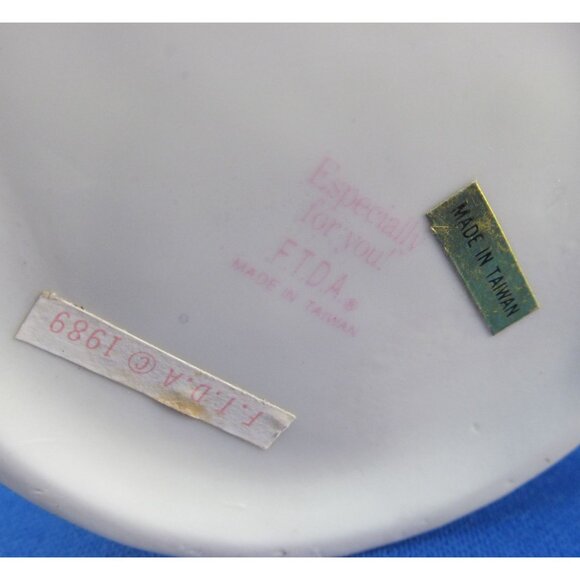 Especially
for you!
F.T.D.A.®
MADE IN TAIWAN
MADE IN TAIWAN
F.T.D.A © 1989